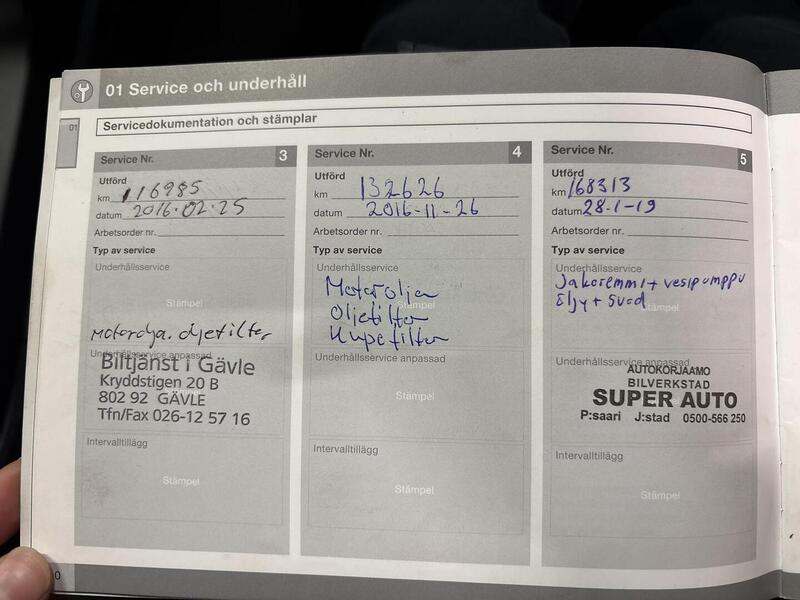 01 Service och underhåll
01
Servicedokumentation och stämplar
Service Nr. 3
Utförd
km 116985
datum 2016.02.25
Arbetsorder nr.
Typ av service
Underhållsservice
Stämpel
Motorolja. oljefilter
Underhållsservice anpassad
Biltjänst i Gävle
Kryddstigen 20 B
802 92 GÄVLE
Tfn/Fax 026-12 57 16
Intervalltillägg
Stämpel
Service Nr. 4
Utförd
km 132626
datum 2016-11-26
Arbetsorder nr.
Typ av service
Underhållsservice
Stämpel
Motoroljan
Oljefilter
Kupefilter
Underhållsservice anpassad
Stämpel
Intervalltillägg
Stämpel
Service Nr. 5
Utförd
km 168313
datum 28-1-19
Arbetsorder nr.
Typ av service
Underhållsservice
Jakoremmi + vesipumppu
Öljy + suod
Stämpel
Underhållsservice anpassad
AUTOKORJAAMO
BILVERKSTAD
SUPER AUTO
P:saari J:stad 0500-566 250
Intervalltillägg
Stämpel
0